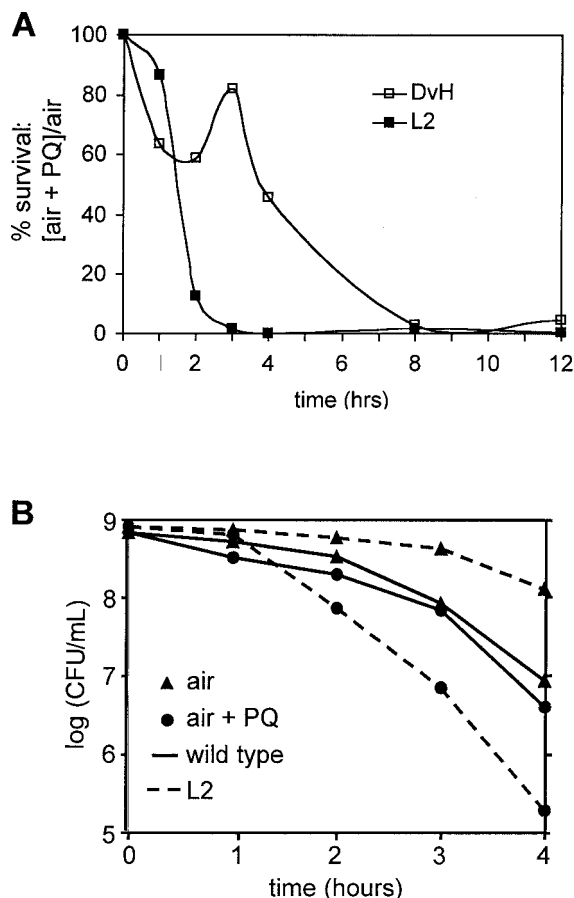 A
% survival:
[air + PQ]/air
100
80
60
40
20
0
DvH
L2
0 2 4 6 8 10 12
time (hrs)
B
log (CFU/mL)
9
8
7
6
5
air
air + PQ
wild type
L2
0 1 2 3 4
time (hours)